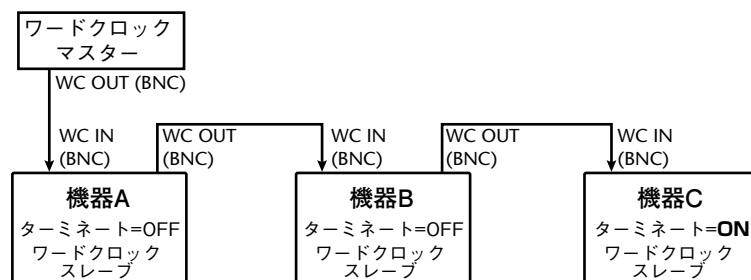 ワードクロック
マスター
WC OUT (BNC)
WC IN
(BNC)
WC OUT
(BNC)
WC IN
(BNC)
WC OUT
(BNC)
WC IN
(BNC)
機器A
ターミネート=OFF
ワードクロック
スレーブ
機器B
ターミネート=OFF
ワードクロック
スレーブ
機器C
ターミネート=ON
ワードクロック
スレーブ